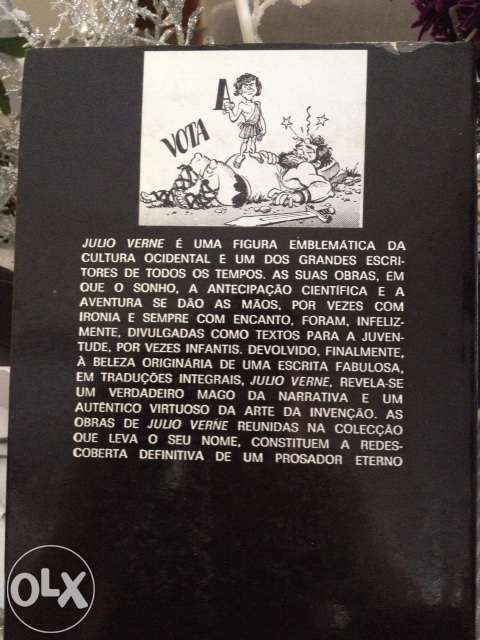 A
VOTA
JULIO VERNE É UMA FIGURA EMBLEMÁTICA DA
CULTURA OCIDENTAL E UM DOS GRANDES ESCRI-
TORES DE TODOS OS TEMPOS. AS SUAS OBRAS, EM
QUE O SONHO, A ANTECIPAÇÃO CIENTÍFICA E A
AVENTURA SE DÃO AS MÃOS, POR VEZES COM
IRONIA E SEMPRE COM ENCANTO, FORAM, INFELIZ-
MENTE, DIVULGADAS COMO TEXTOS PARA A JUVEN-
TUDE, POR VEZES INFANTIS. DEVOLVIDO, FINALMENTE,
À BELEZA ORIGINÁRIA DE UMA ESCRITA FABULOSA,
EM TRADUÇÕES INTEGRAIS, JULIO VERNE, REVELA-SE
UM VERDADEIRO MAGO DA NARRATIVA E UM
AUTÊNTICO VIRTUOSO DA ARTE DA INVENÇÃO. AS
OBRAS DE JULIO VERNE REUNIDAS NA COLECÇÃO
QUE LEVA O SEU NOME, CONSTITUEM A REDES-
COBERTA DEFINITIVA DE UM PROSADOR ETERNO
OLX